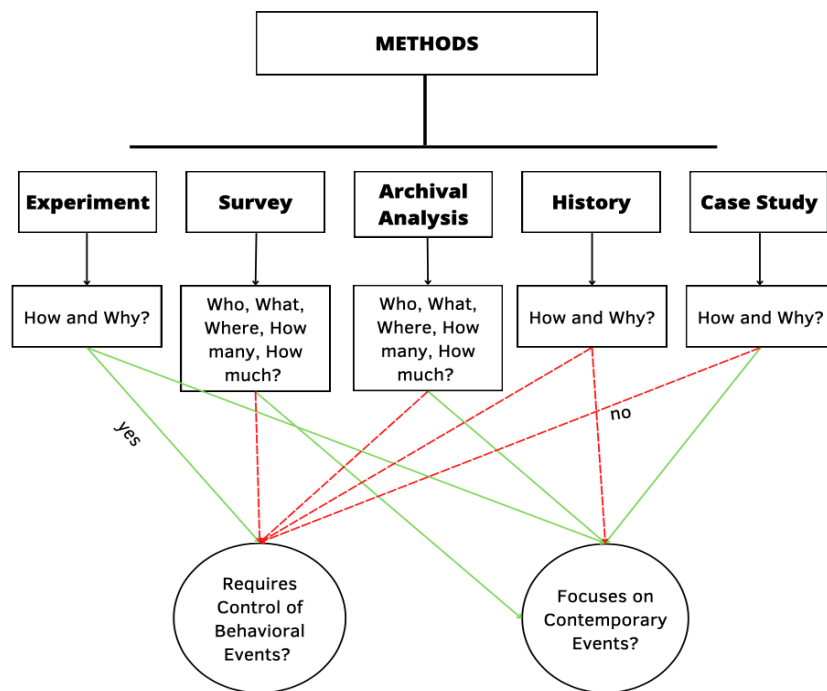 METHODS
Experiment
Survey
Archival
Analysis
History
Case Study
How and Why?
Who, What,
Where, How
many, How
much?
Who, What,
Where, How
many, How
much?
How and Why?
How and Why?
yes
no
Requires
Control of
Behavioral
Events?
Focuses on
Contemporary
Events?